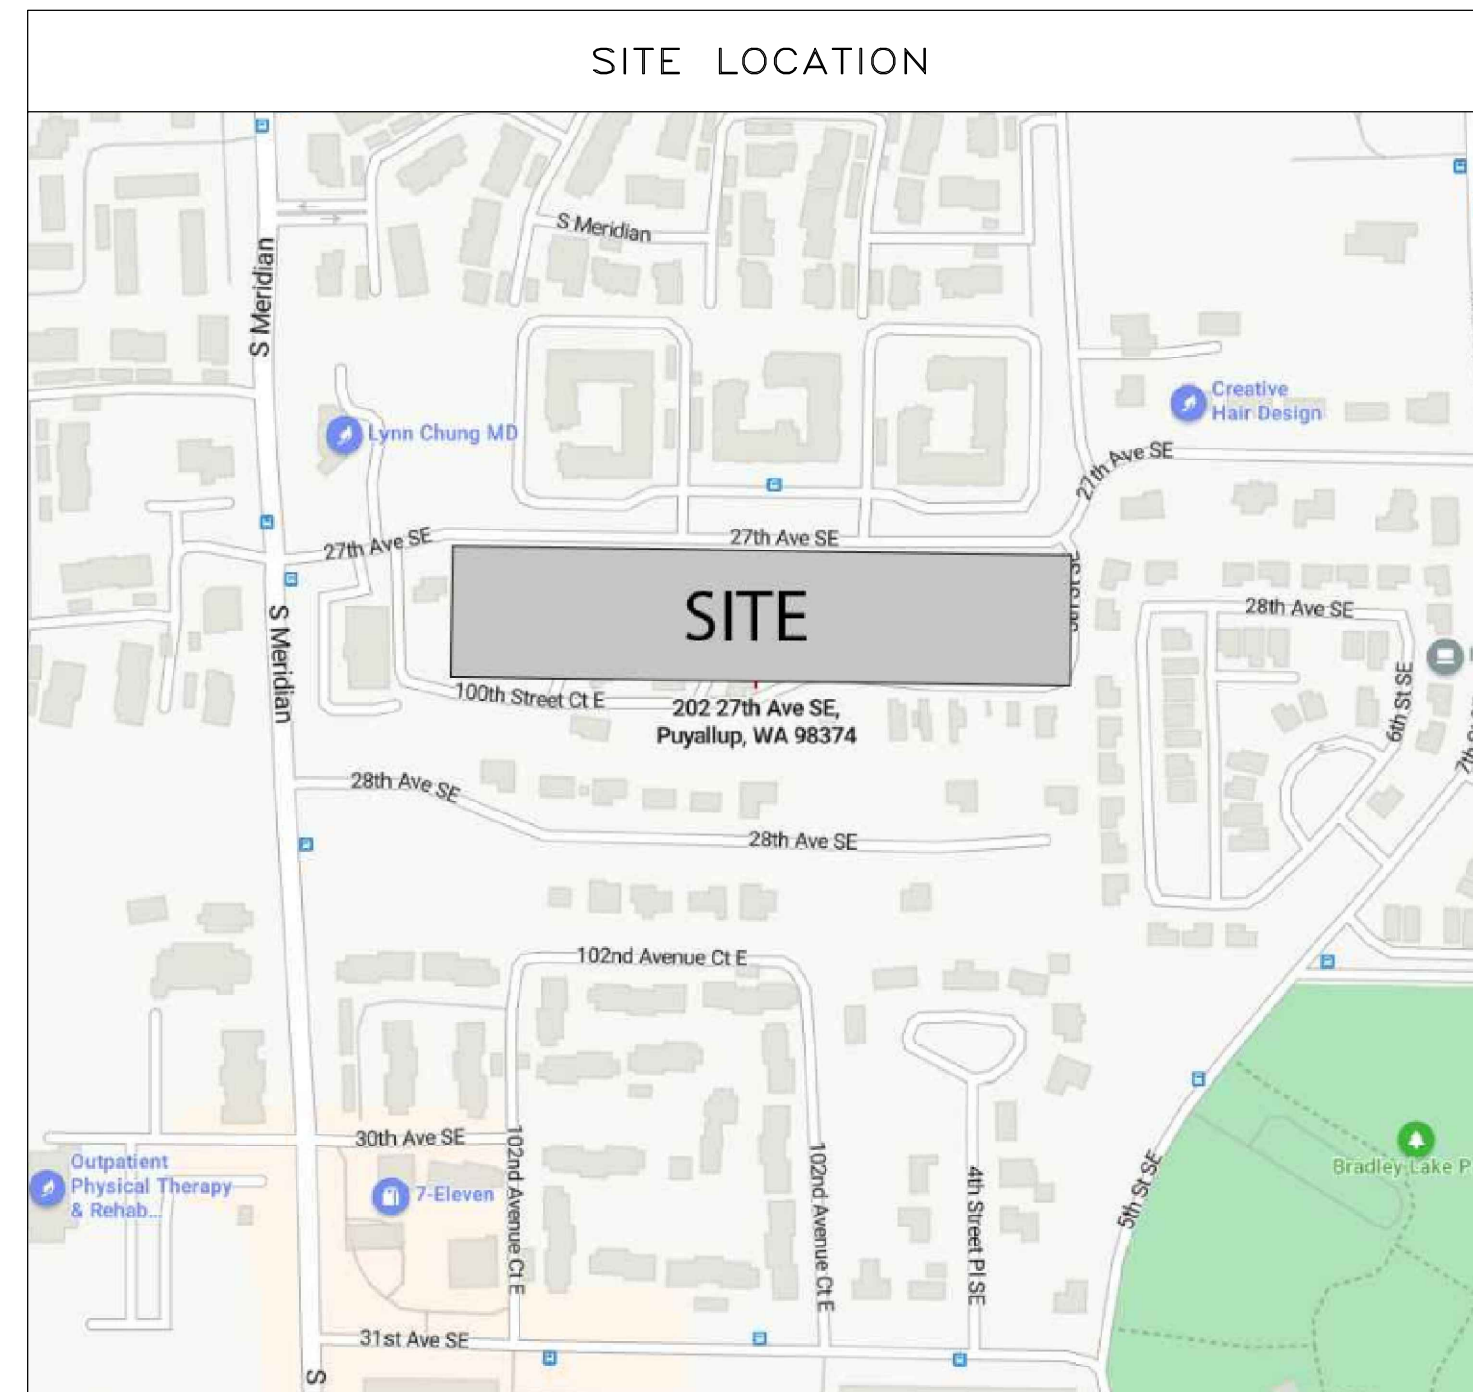 SITE LOCATION
S Meridian
S Meridian
Creative
Hair Design
Lynn Chung MD
27th Ave SE
27th Ave SE
27th Ave SE
SITE
28th Ave SE
S Meridian
6th St SE
100th Street Ct E
202 27th Ave SE,
Puyallup, WA 98374
28th Ave SE
28th Ave SE
102nd Avenue Ct E
30th Ave SE
102nd Avenue Ct E
102nd Avenue Ct E
4th Street Pl SE
5th St SE
Outpatient
Physical Therapy
& Rehab...
7-Eleven
Bradley Lake P
31st Ave SE
S